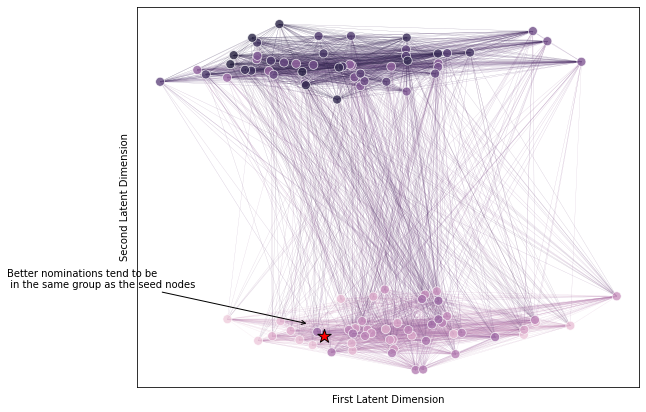 Second Latent Dimension
Better nominations tend to be
in the same group as the seed nodes
First Latent Dimension